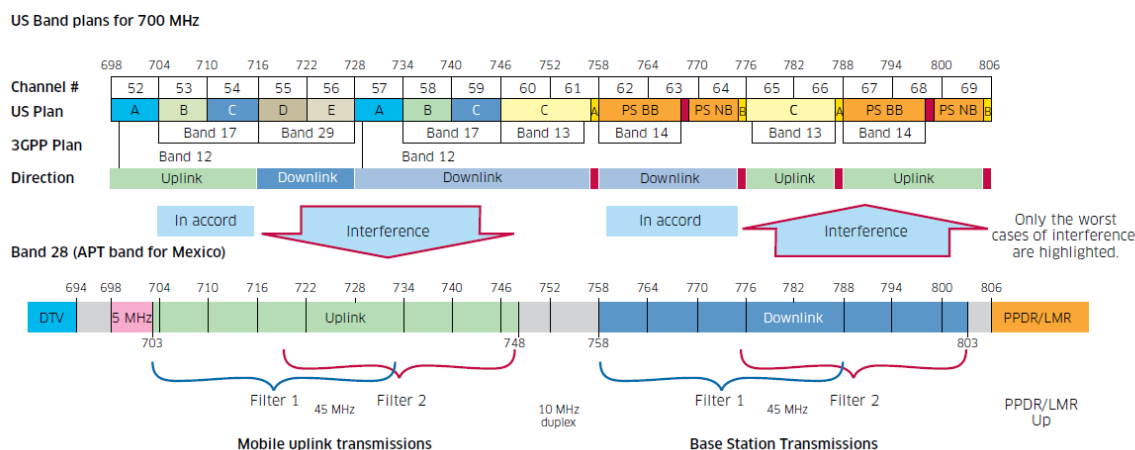 US Band plans for 700 MHz
698 704 710 716 722 728 734 740 746 752 758 764 770 776 782 788 794 800 806
Channel # 52 53 54 55 56 57 58 59 60 61 62 63 64 65 66 67 68 69
US Plan A B C D E A B C C A PS BB PS NB B C A PS BB PS NB B
Band 17 Band 29 Band 17 Band 13 Band 14 Band 13 Band 14
3GPP Plan
Band 12 Band 12
Direction Uplink Downlink Downlink Downlink Uplink Uplink
In accord Interference In accord Interference
Only the worst
cases of interference
are highlighted.
Band 28 (APT band for Mexico)
694 698 704 710 716 722 728 734 740 746 752 758 764 770 776 782 788 794 800 806
DTV 5 MHz Uplink Downlink PPDR/LMR
703 748 758 803
Filter 1 45 MHz Filter 2 10 MHz
duplex
Filter 1 45 MHz Filter 2 PPDR/LMR
Up
Mobile uplink transmissions Base Station Transmissions